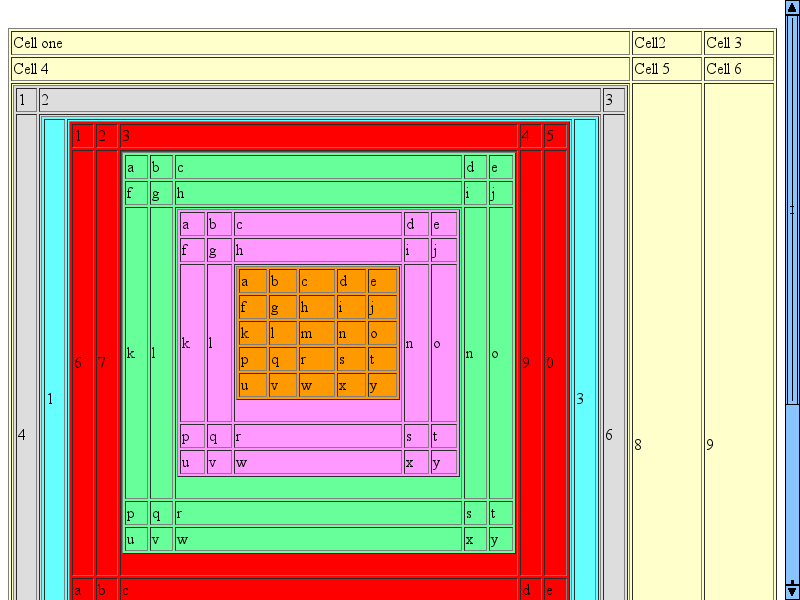 Cell one Cell2 Cell 3
Cell 4 Cell 5 Cell 6
1 2 3
1 2 3 4 5
a b c d e
f g h i j
a b c d e
f g h i j
a b c d e
f g h i j
k l m n o
k l n o
p q r s t
k l n o
6 7 9 0
u v w x y
1 3
4 6
p q r s t
8 9
u v w x y
p q r s t
u v w x y
a b c d e